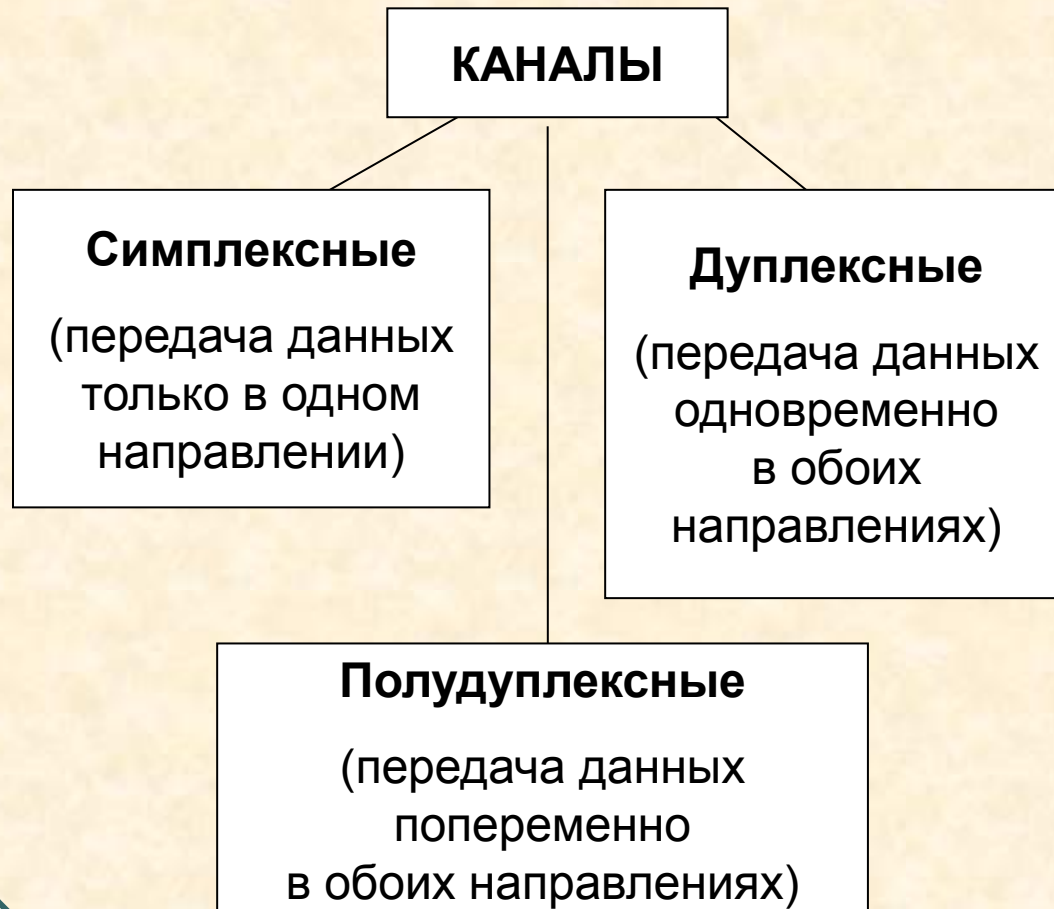 КАНАЛЫ
Симплексные
(передача данных
только в одном
направлении)
Дуплексные
(передача данных
одновременно
в обоих
направлениях)
Полудуплексные
(передача данных
попеременно
в обоих направлениях)